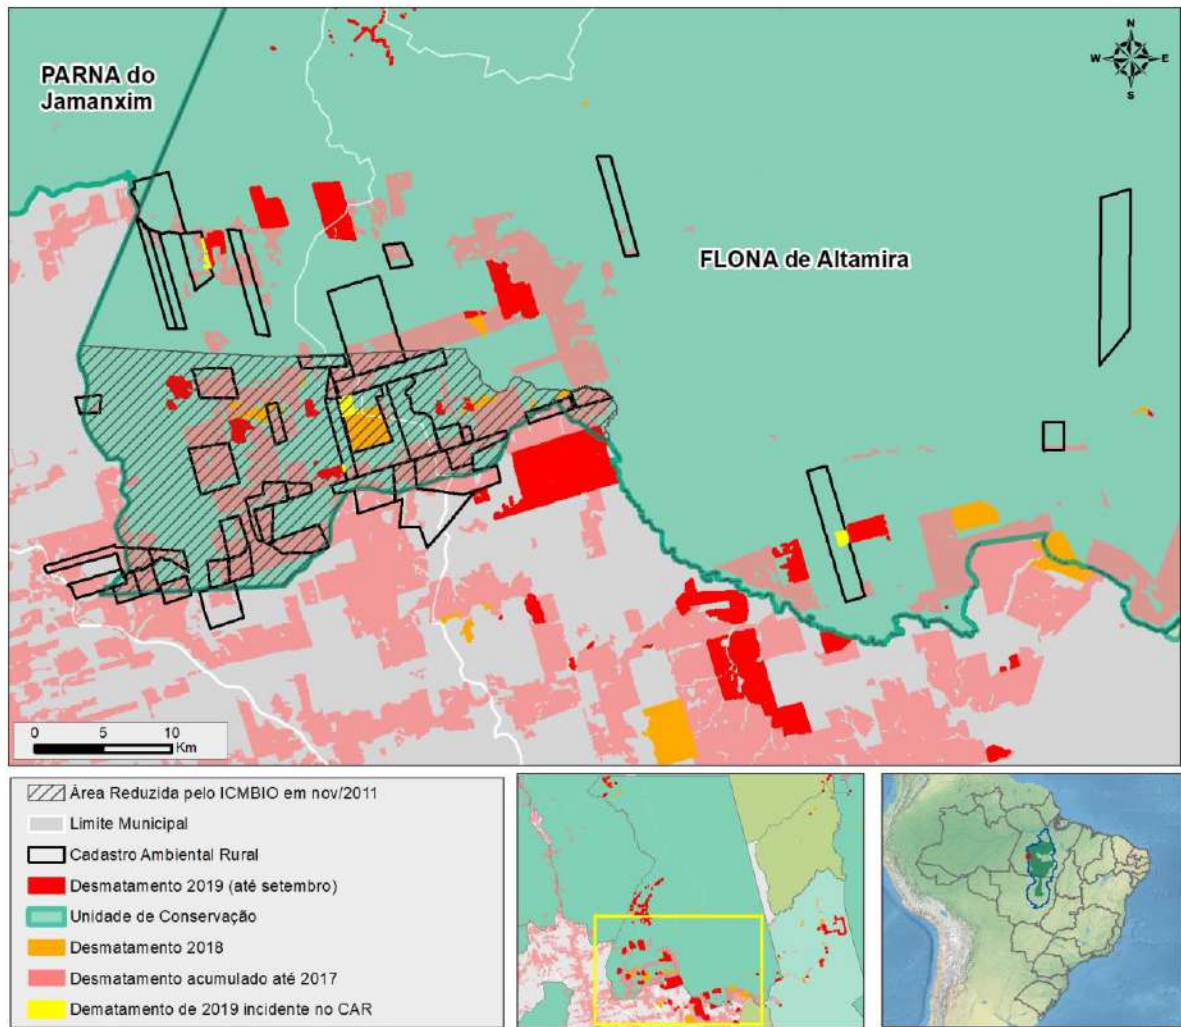 PARNA do
Jamanxim
N
W
E
S
FLONA de Altamira
0 5 10
Km
Área Reduzida pelo ICMBIO em nov/2011
Limite Municipal
Cadastro Ambiental Rural
Desmatamento 2019 (até setembro)
Unidade de Conservação
Desmatamento 2018
Desmatamento acumulado até 2017
Dematamento de 2019 incidente no CAR